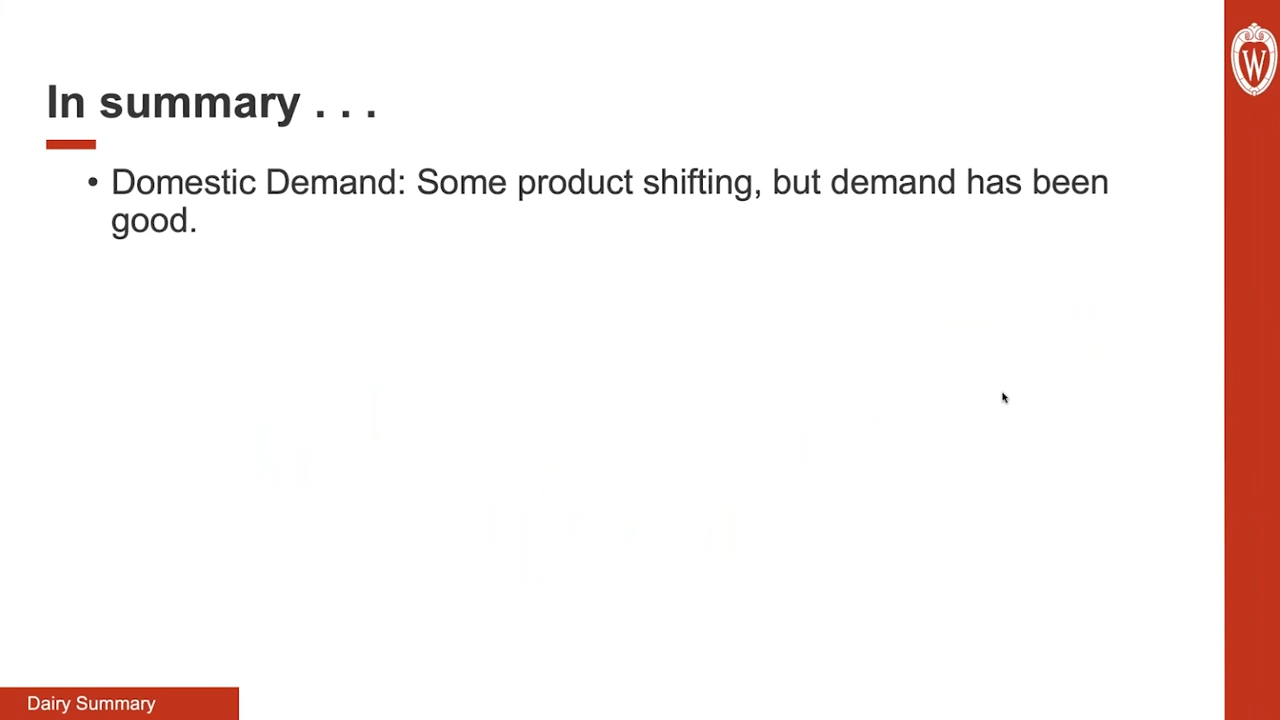 In summary . . .
• Domestic Demand: Some product shifting, but demand has been
good.
Dairy Summary
W